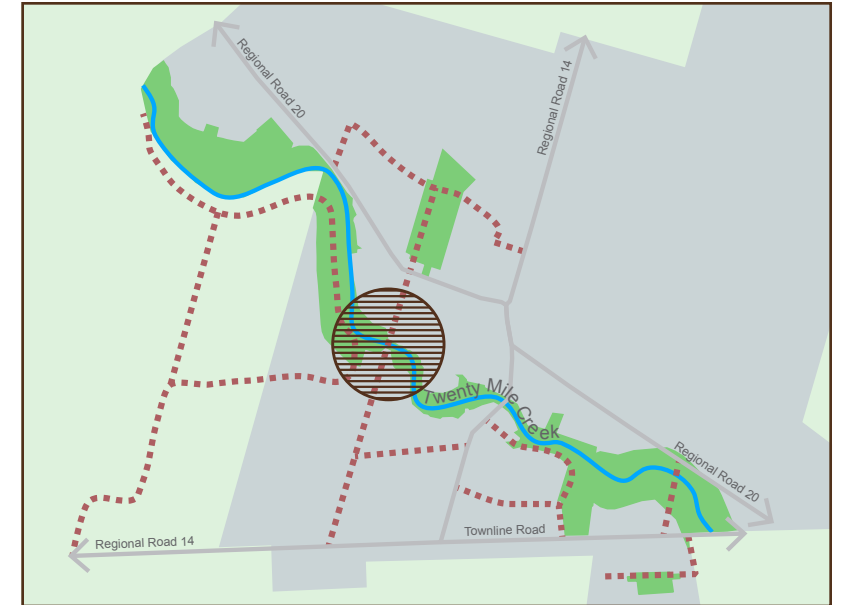 Regional Road 20
Regional Road 14
Twenty Mile Creek
Regional Road 20
Townline Road
Regional Road 14